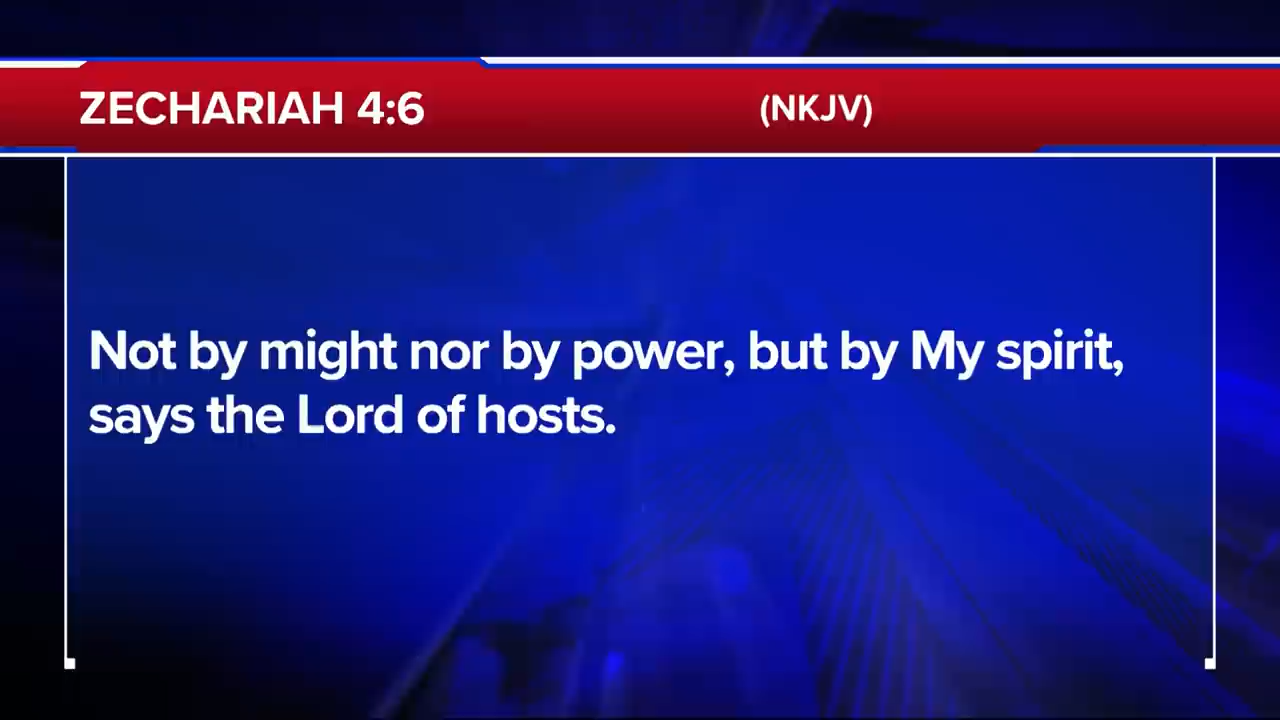 ZECHARIAH 4:6 (NKJV)
Not by might nor by power, but by My spirit,
says the Lord of hosts.